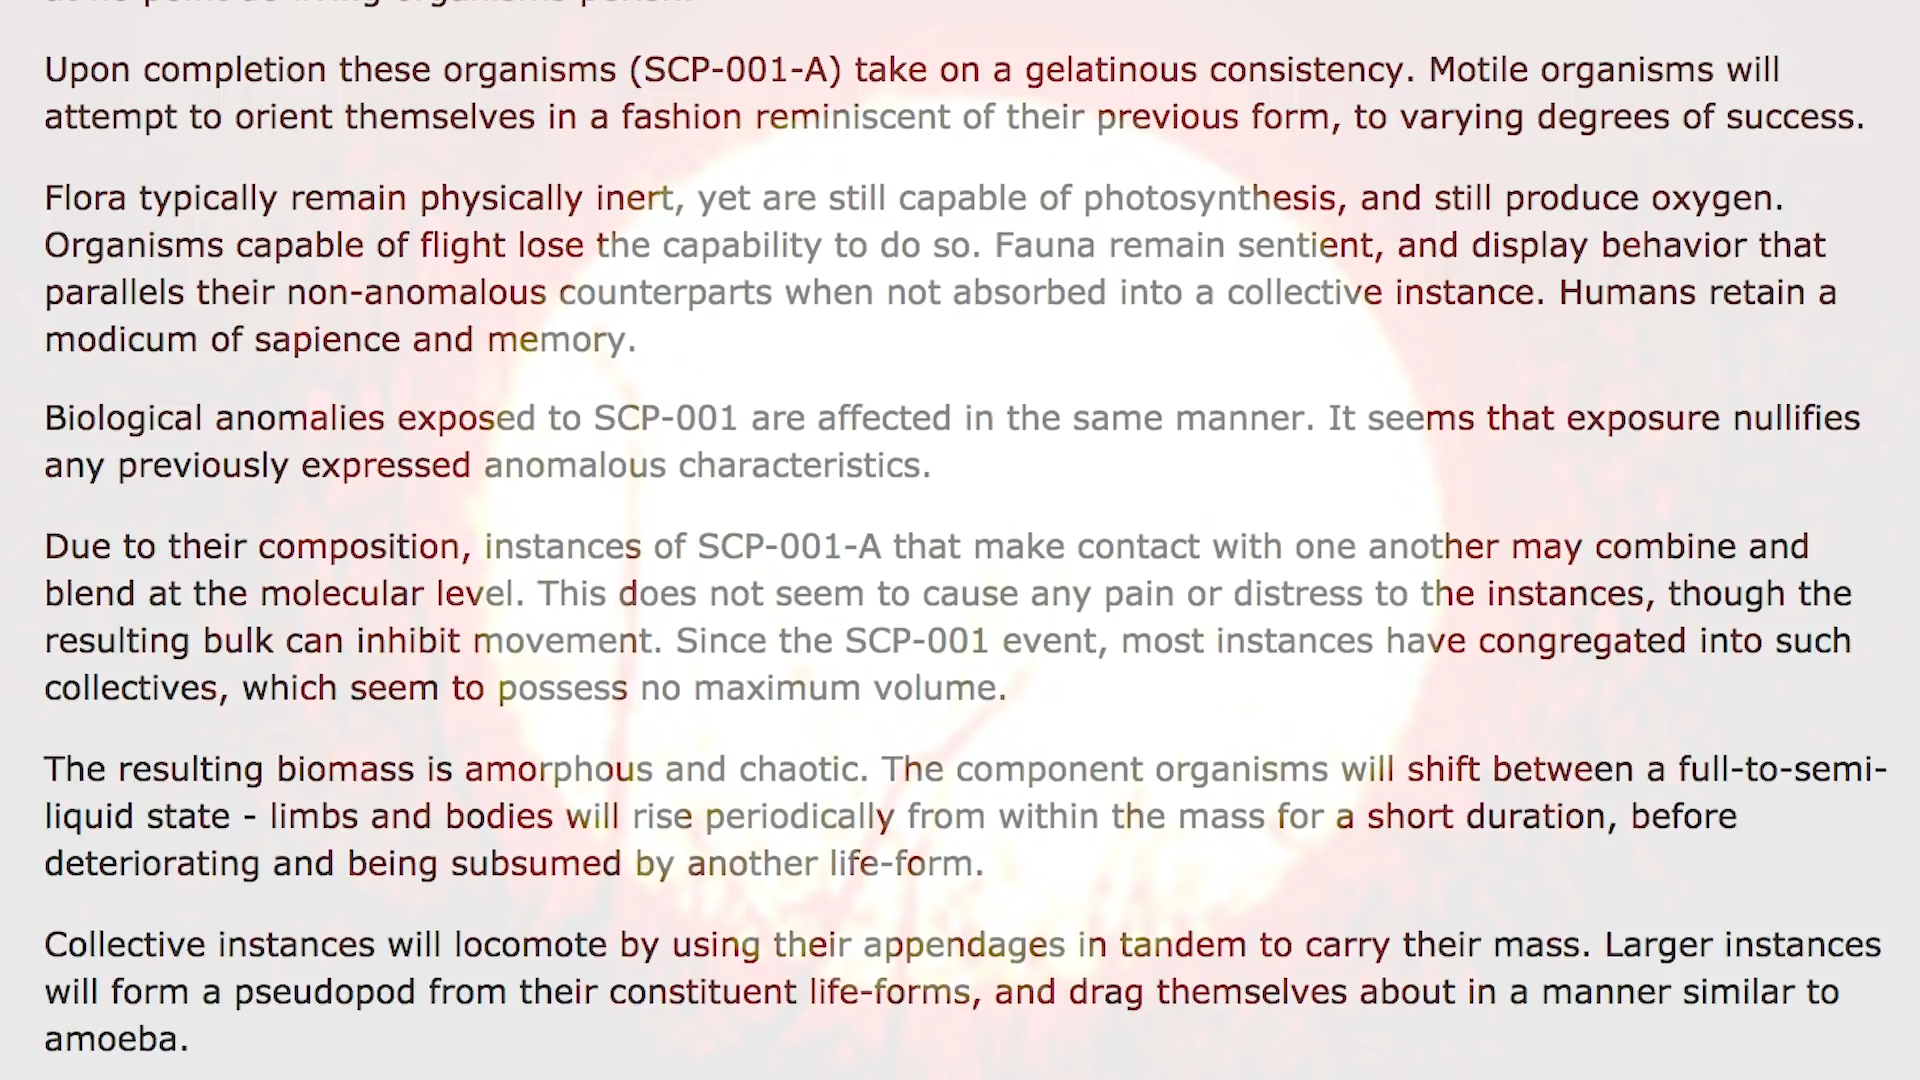 Upon completion these organisms (SCP-001-A) take on a gelatinous consistency. Motile organisms will
attempt to orient themselves in a fashion reminiscent of their previous form, to varying degrees of success.
Flora typically remain physically inert, yet are still capable of photosynthesis, and still produce oxygen.
Organisms capable of flight lose the capability to do so. Fauna remain sentient, and display behavior that
parallels their non-anomalous counterparts when not absorbed into a collective instance. Humans retain a
modicum of sapience and memory.
Biological anomalies exposed to SCP-001 are affected in the same manner. It seems that exposure nullifies
any previously expressed anomalous characteristics.
Due to their composition, instances of SCP-001-A that make contact with one another may combine and
blend at the molecular level. This does not seem to cause any pain or distress to the instances, though the
resulting bulk can inhibit movement. Since the SCP-001 event, most instances have congregated into such
collectives, which seem to possess no maximum volume.
The resulting biomass is amorphous and chaotic. The component organisms will shift between a full-to-semi-
liquid state - limbs and bodies will rise periodically from within the mass for a short duration, before
deteriorating and being subsumed by another life-form.
Collective instances will locomote by using their appendages in tandem to carry their mass. Larger instances
will form a pseudopod from their constituent life-forms, and drag themselves about in a manner similar to
amoeba.